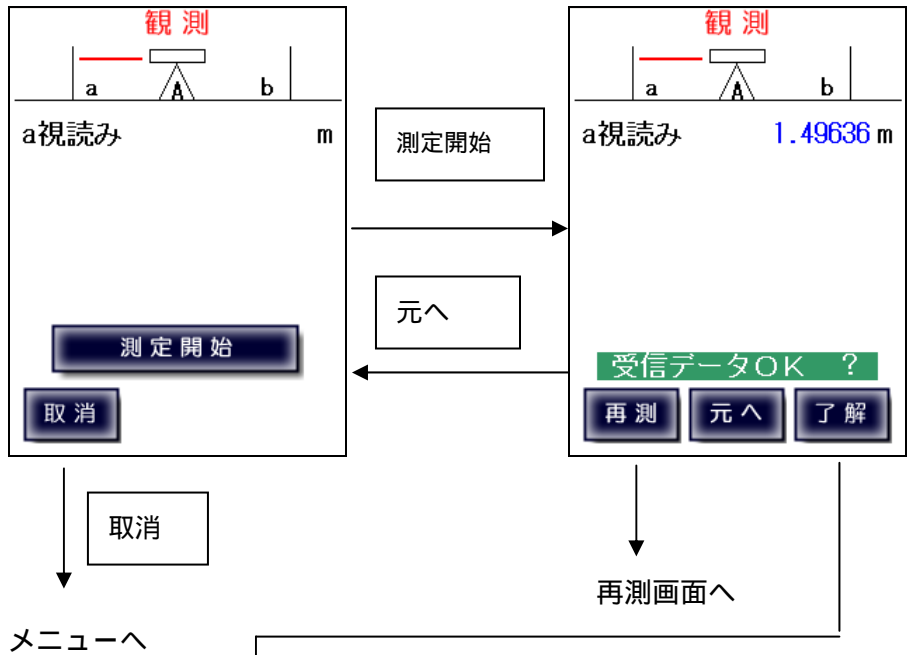 観測
a A b
a視読み m
測定開始
取消
測定開始
元へ
観測
a A b
a視読み 1.49636 m
受信データOK ?
再測 元へ 了解
取消
メニューへ
再測画面へ